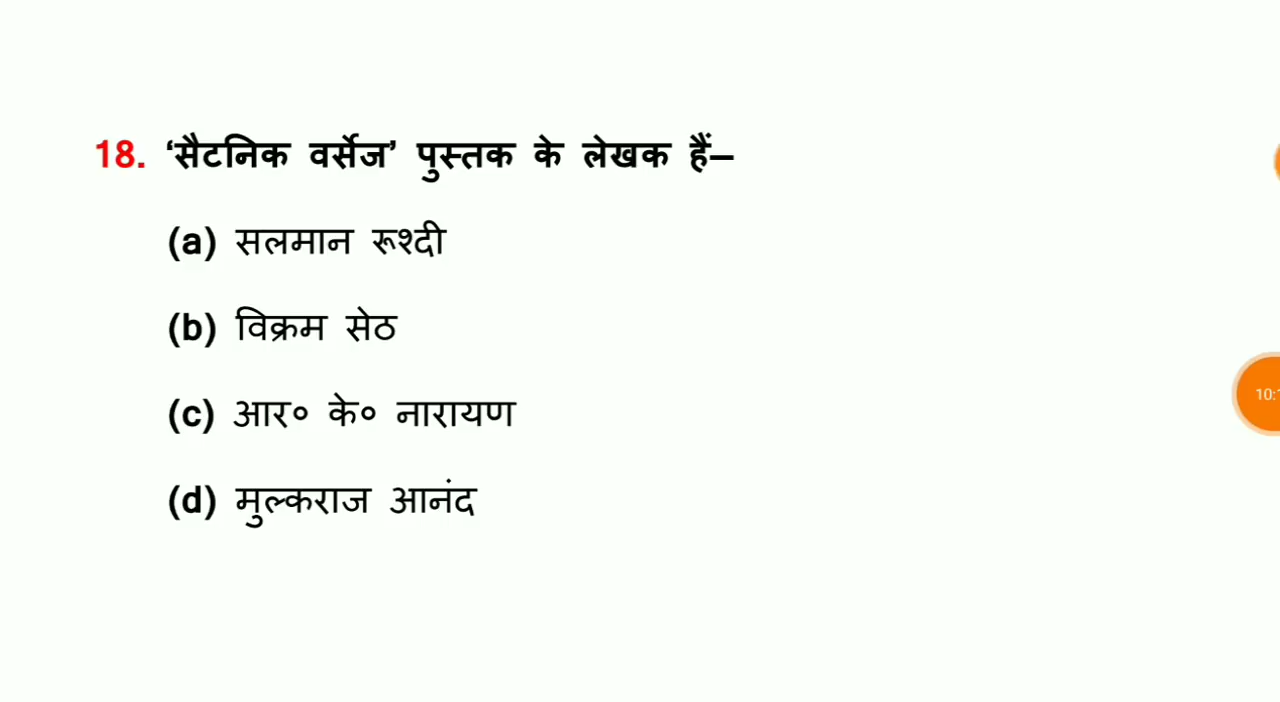 18. ‘सैटनिक वर्सेज’ पुस्तक के लेखक हैं–
(a) सलमान रूश्दी
(b) विक्रम सेठ
(c) आर० के० नारायण
(d) मुल्कराज आनंद